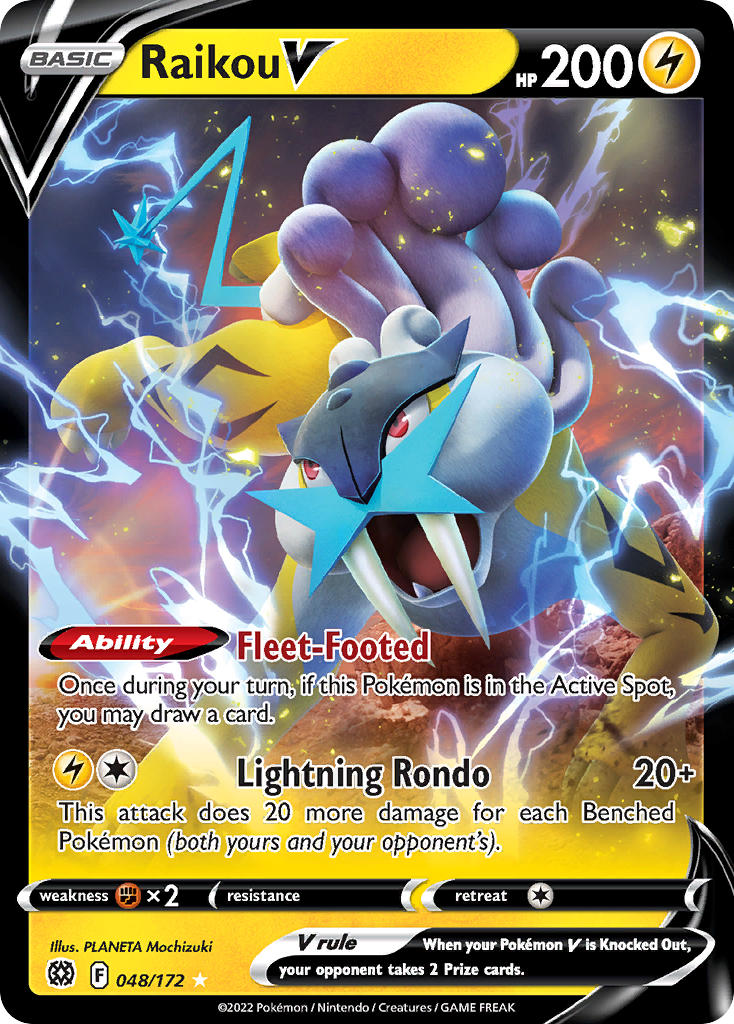 BASIC
Raikou V
HP 200
Ability
Fleet-Footed
Once during your turn, if this Pokémon is in the Active Spot,
you may draw a card.
Lightning Rondo 20+
This attack does 20 more damage for each Benched
Pokémon (both yours and your opponent's).
weakness ×2 resistance retreat
Illus. PLANETA Mochizuki
V rule
When your Pokémon V is Knocked Out,
your opponent takes 2 Prize cards.
F 048/172
©2022 Pokémon / Nintendo / Creatures / GAME FREAK